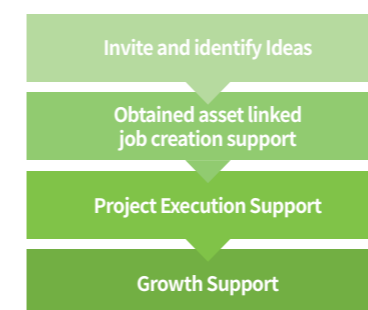 Invite and identify Ideas
Obtained asset linked
job creation support
Project Execution Support
Growth Support